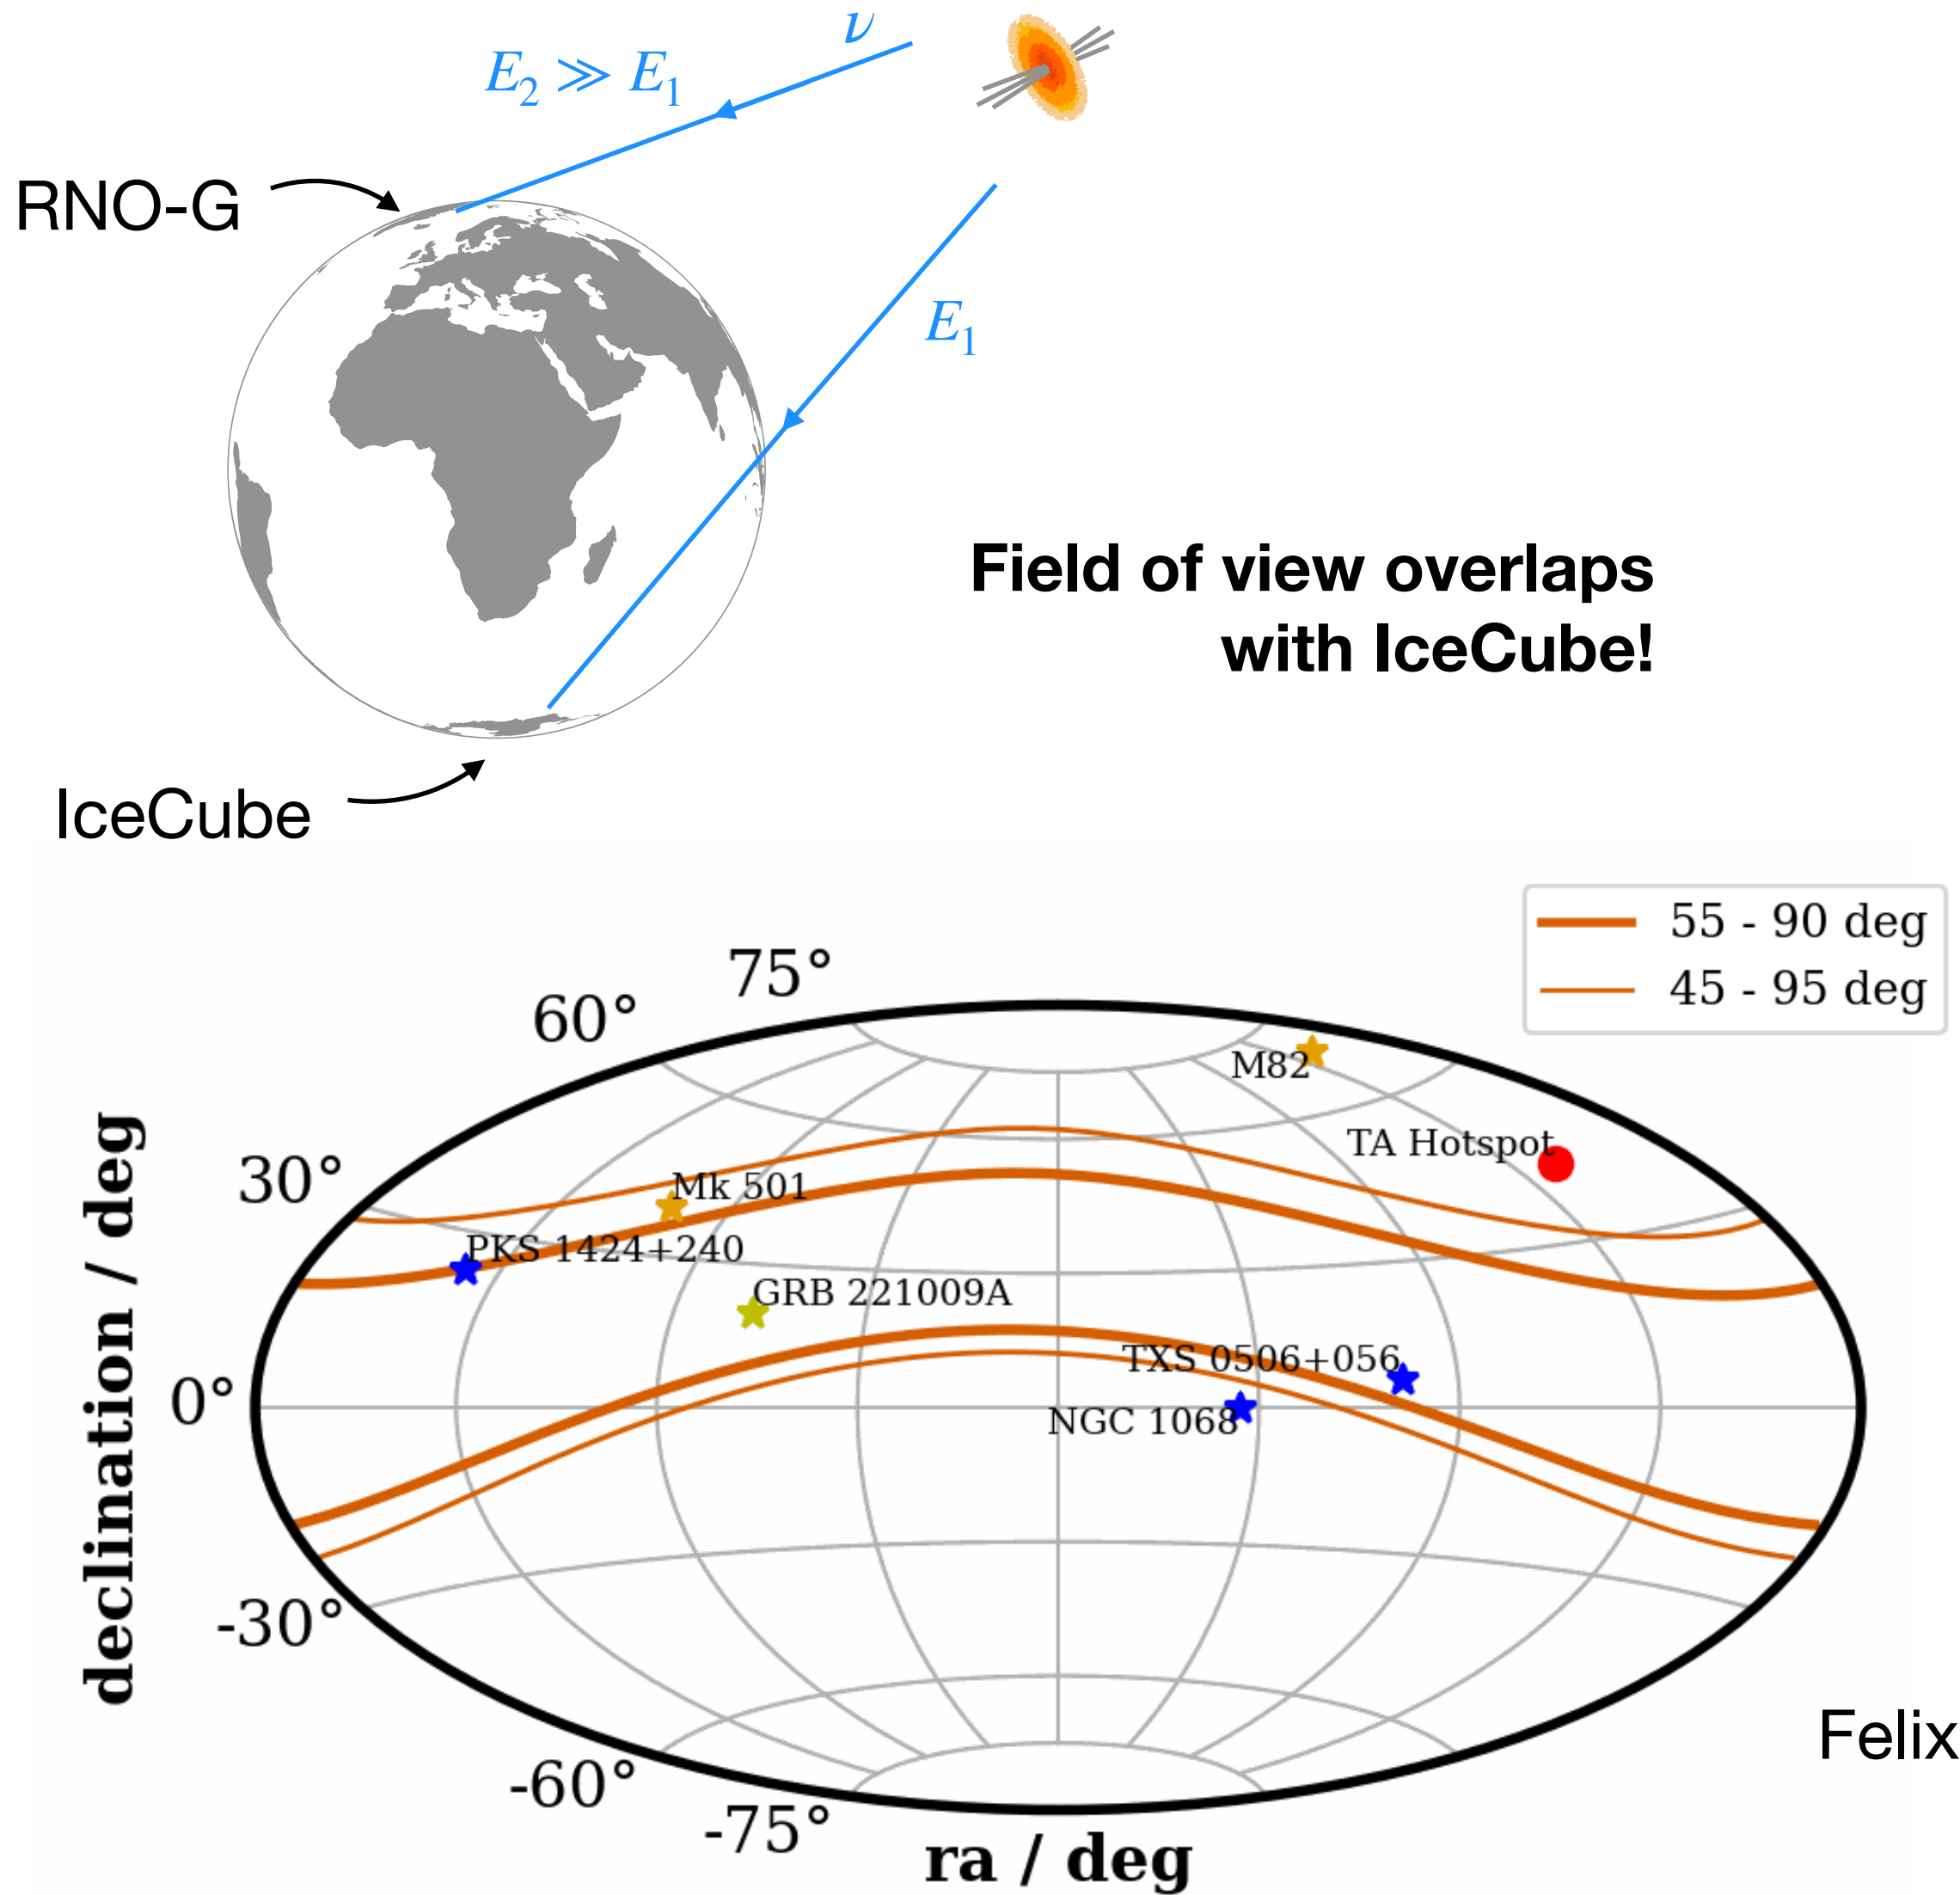 ν
E₂ ≫ E₁
RNO-G
E₁
Field of view overlaps
with IceCube!
IceCube
55 - 90 deg
45 - 95 deg
75°
60°
M82
TA Hotspot
30°
Mk 501
PKS 1424+240
GRB 221009A
TXS 0506+056
0°
NGC 1068
declination / deg
-30°
Felix
-60°
-75°
ra / deg